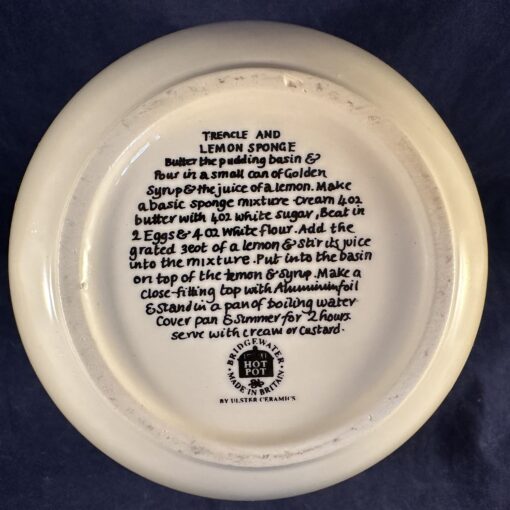 TREACLE AND
LEMON SPONGE
Butter the pudding basin &
Pour in a small can of Golden
Syrup & the juice of a lemon. Make
a basic sponge mixture - Cream 4oz
butter with 4oz white sugar, Beat in
2 Eggs & 4 oz white flour. Add the
grated zest of a lemon & stir its juice
into the mixture. Put into the basin
on top of the lemon & syrup. Make a
close-fitting top with Aluminium foil
& Stand in a pan of boiling water
Cover pan & Simmer for 2 hours
serve with cream or custard.
BRIDGEWATER
HOT
POT
MADE IN BRITAIN
BY ULSTER CERAMICS